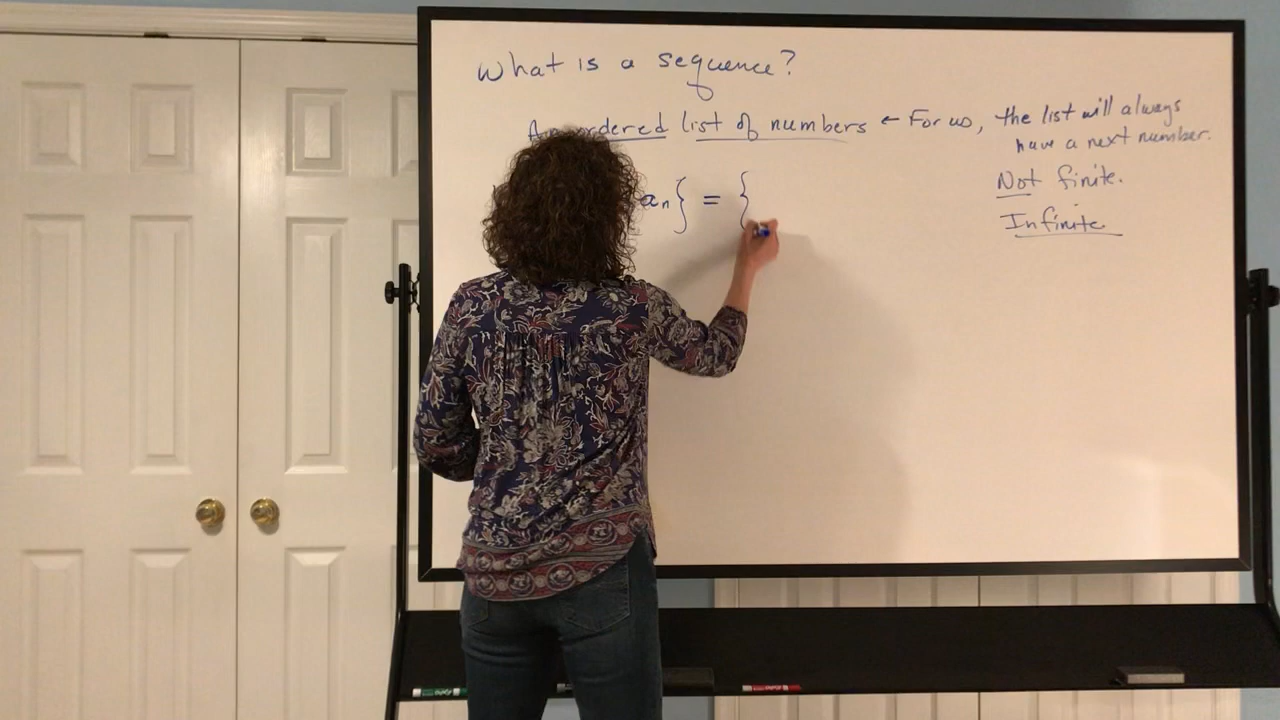 What is a sequence?
An ordered list of numbers ← For us, the list will always
have a next number.
Not finite.
Infinite
aₙ} = {